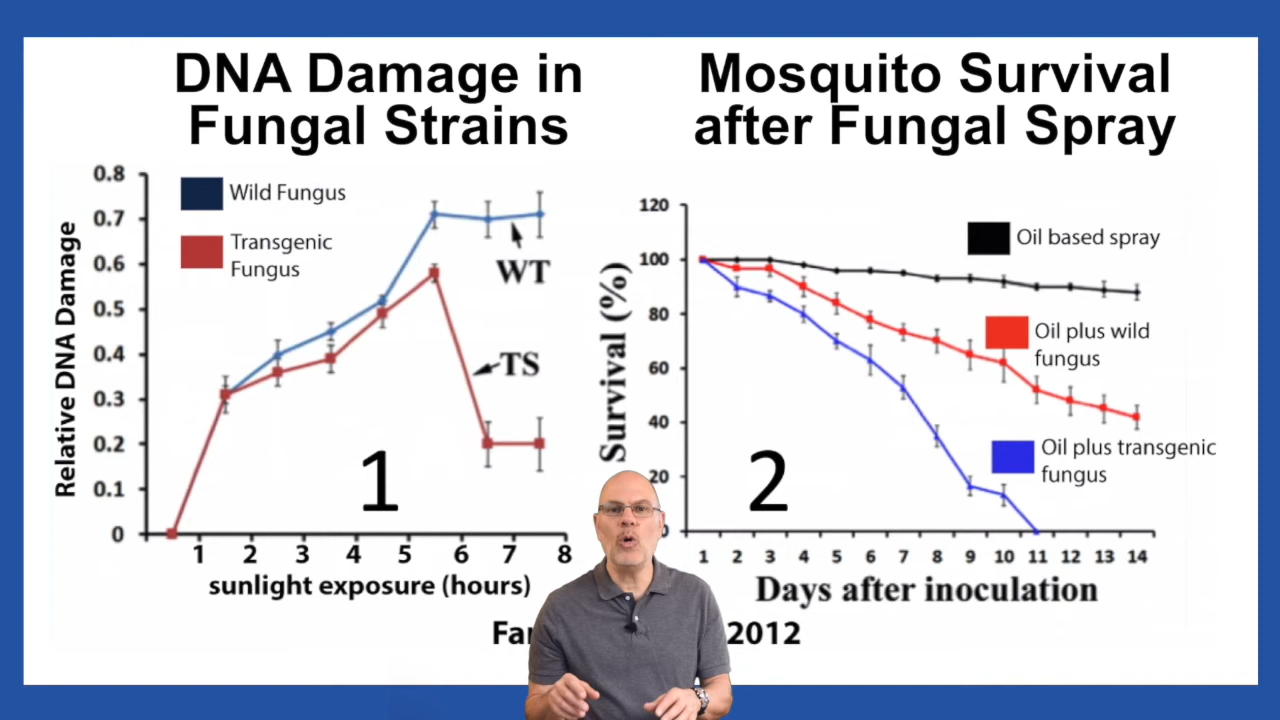 DNA Damage in
Fungal Strains
0.8
0.7
0.6
0.5
0.4
0.3
0.2
0.1
0
Relative DNA Damage
Wild Fungus
Transgenic
Fungus
WT
TS
1
1 2 3 4 5 6 7 8
sunlight exposure (hours)
Mosquito Survival
after Fungal Spray
120
100
80
60
40
20
0
Survival (%)
Oil based spray
Oil plus wild
fungus
Oil plus transgenic
fungus
2
1 2 3 4 5 6 7 8 9 10 11 12 13 14
Days after inoculation
2012